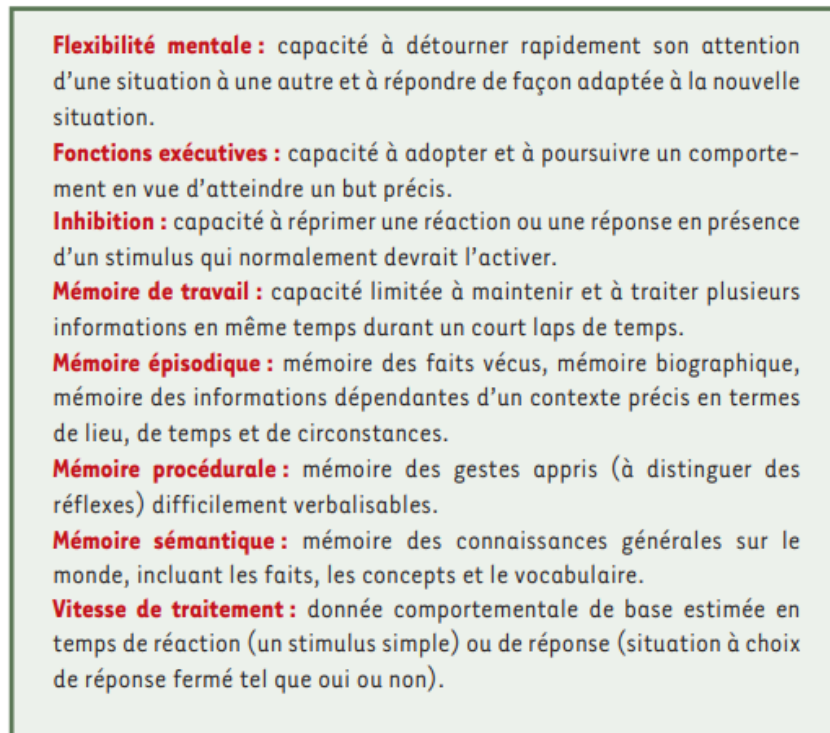 Flexibilité mentale : capacité à détourner rapidement son attention
d’une situation à une autre et à répondre de façon adaptée à la nouvelle
situation.
Fonctions exécutives : capacité à adopter et à poursuivre un comporte-
ment en vue d’atteindre un but précis.
Inhibition : capacité à réprimer une réaction ou une réponse en présence
d’un stimulus qui normalement devrait l’activer.
Mémoire de travail : capacité limitée à maintenir et à traiter plusieurs
informations en même temps durant un court laps de temps.
Mémoire épisodique : mémoire des faits vécus, mémoire biographique,
mémoire des informations dépendantes d’un contexte précis en termes
de lieu, de temps et de circonstances.
Mémoire procédurale : mémoire des gestes appris (à distinguer des
réflexes) difficilement verbalisables.
Mémoire sémantique : mémoire des connaissances générales sur le
monde, incluant les faits, les concepts et le vocabulaire.
Vitesse de traitement : donnée comportementale de base estimée en
temps de réaction (un stimulus simple) ou de réponse (situation à choix
de réponse fermé tel que oui ou non).